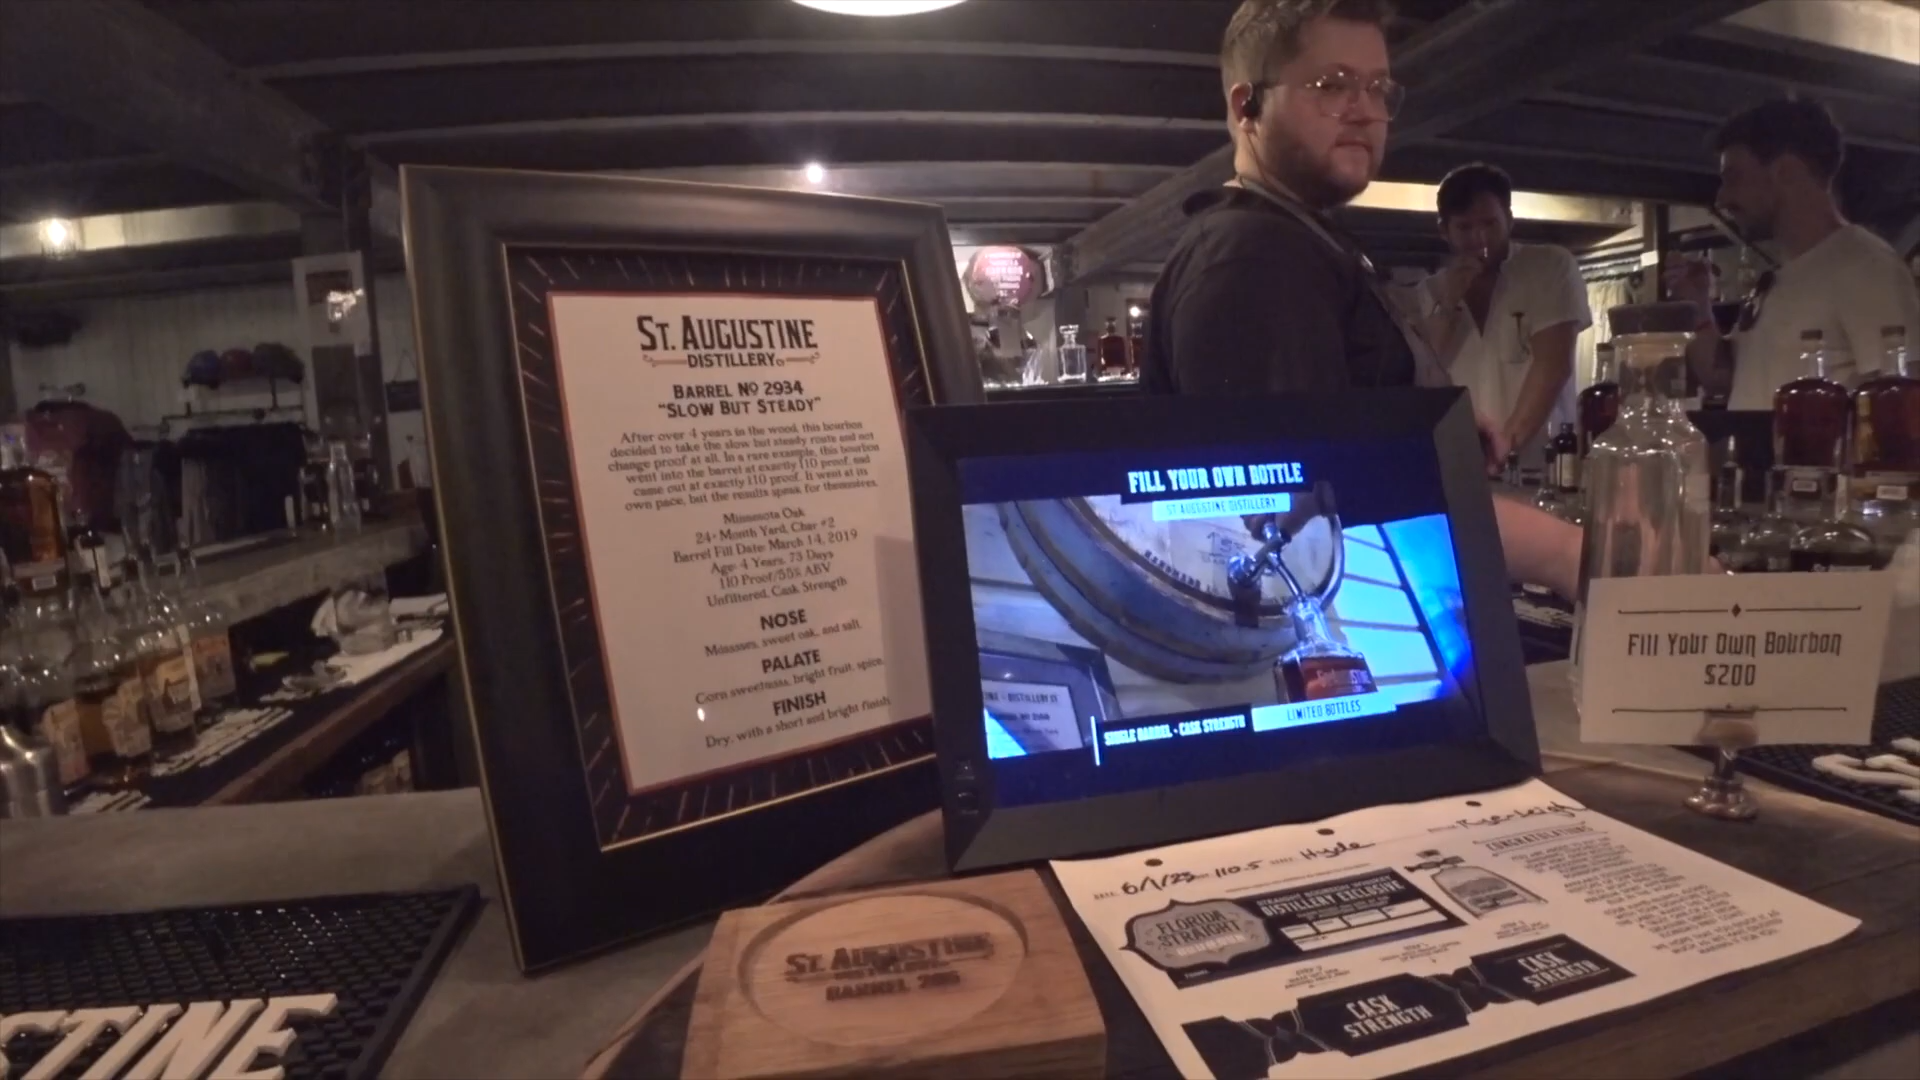 ST. AUGUSTINE
DISTILLERY CO
BARREL Nº 2934
"SLOW BUT STEADY"
After over 4 years in the wood, this bourbon
decided to take the slow but steady route and not
change proof at all. In a rare example, this bourbon
went into the barrel at exactly 110 proof, and
came out at exactly 110 proof. It went at its
own pace, but the results speak for themselves.
Minnesota Oak
24+ Month Yard, Char #2
Barrel Fill Date: March 14, 2019
Age: 4 Years, 73 Days
110 Proof/55% ABV
Unfiltered, Cask Strength
NOSE
Molasses, sweet oak, and salt.
PALATE
Corn sweetness, bright fruit, spice.
FINISH
Dry, with a short and bright finish.
FILL YOUR OWN BOTTLE
ST AUGUSTINE DISTILLERY
SINGLE BARREL - CASK STRENGTH
LIMITED BOTTLES
Fill Your Own Bourbon
$200
6/1/23 110.5 Hyde
CONGRATULATIONS
STRAIGHT BOURBON WHISKEY
DISTILLERY EXCLUSIVE
FLORIDA
STRAIGHT
CASK
STRENGTH
CASK
STRENGTH
ST. AUGUSTINE
BARREL
STINE